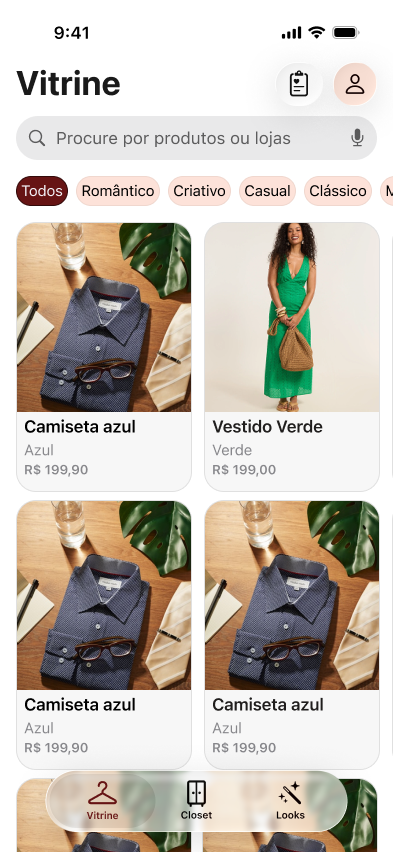 9:41
Vitrine
Procure por produtos ou lojas
Todos
Romântico
Criativo
Casual
Clássico
M
Camiseta azul
Azul
R$ 199,90
Vestido Verde
Verde
R$ 199,00
Camiseta azul
Azul
R$ 199,90
Camiseta azul
Azul
R$ 199,90
Vitrine
Closet
Looks